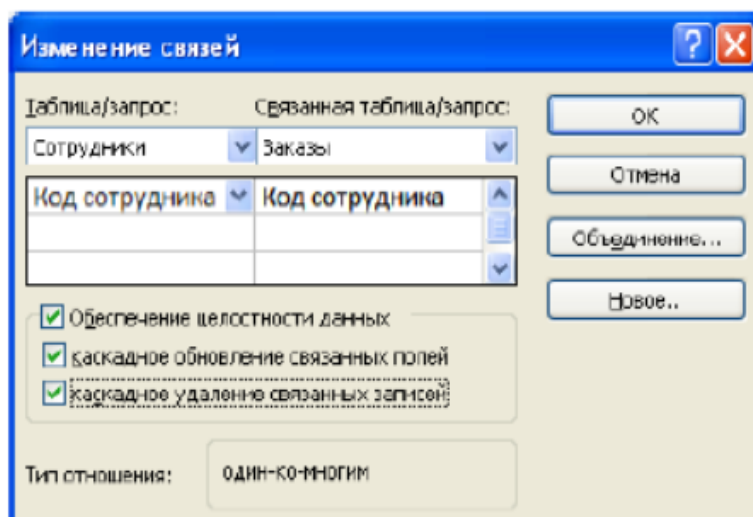 Изменение связей
Таблица/запрос: Связанная таблица/запрос:
Сотрудники Заказы
Код сотрудника Код сотрудника
Обеспечение целостности данных
каскадное обновление связанных полей
каскадное удаление связанных записей
Тип отношения: один-ко-многим
ОК
Отмена
Объединение...
Новое..